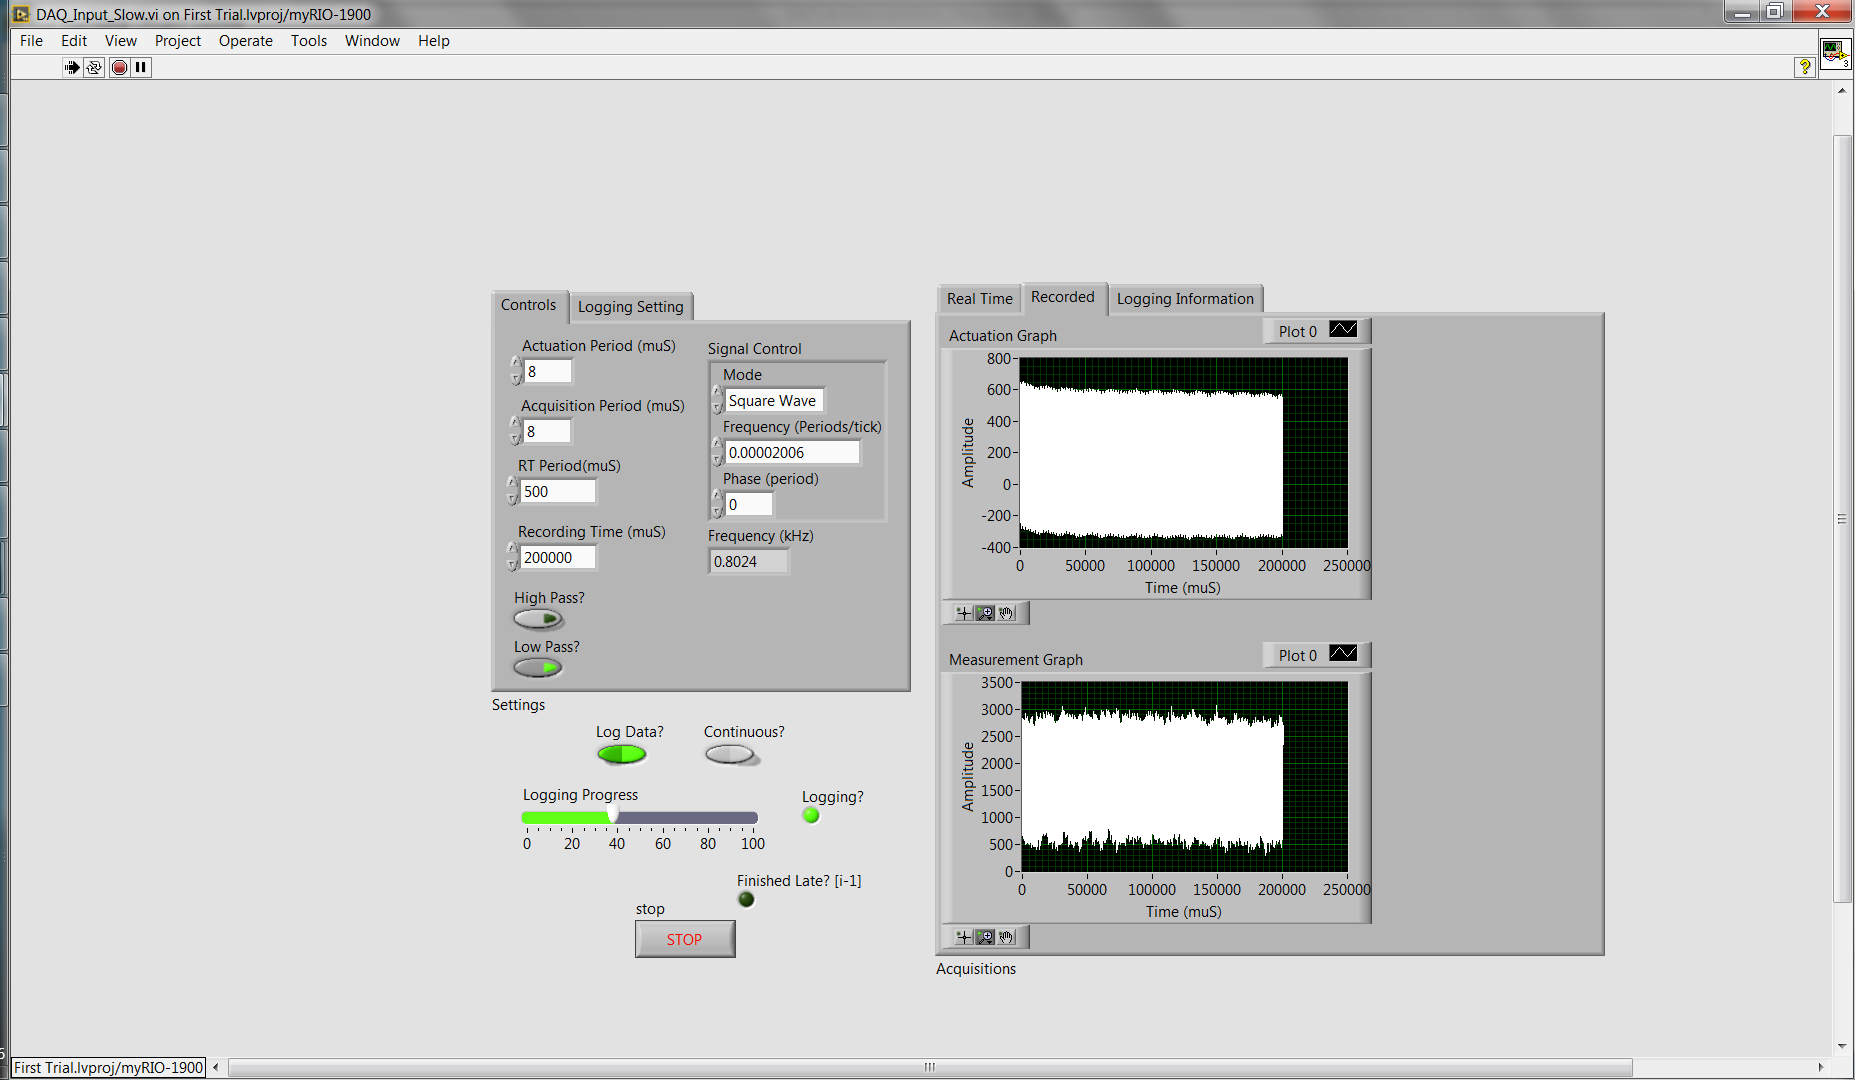 DAQ_Input_Slow.vi on First Trial.lvproj/myRIO-1900
File Edit View Project Operate Tools Window Help
?
3
Controls Logging Setting
Actuation Period (muS)
8
Acquisition Period (muS)
8
RT Period(muS)
500
Recording Time (muS)
200000
High Pass?
Low Pass?
Signal Control
Mode
Square Wave
Frequency (Periods/tick)
0.00002006
Phase (period)
0
Frequency (kHz)
0.8024
Settings
Log Data? Continuous?
Logging Progress
0 20 40 60 80 100
Logging?
Finished Late? [i-1]
stop
STOP
Real Time Recorded Logging Information
Actuation Graph
Plot 0
Amplitude
800
600
400
200
0
-200
-400
0 50000 100000 150000 200000 250000
Time (muS)
Measurement Graph
Plot 0
Amplitude
3500
3000
2500
2000
1500
1000
500
0
0 50000 100000 150000 200000 250000
Time (muS)
Acquisitions
First Trial.lvproj/myRIO-1900